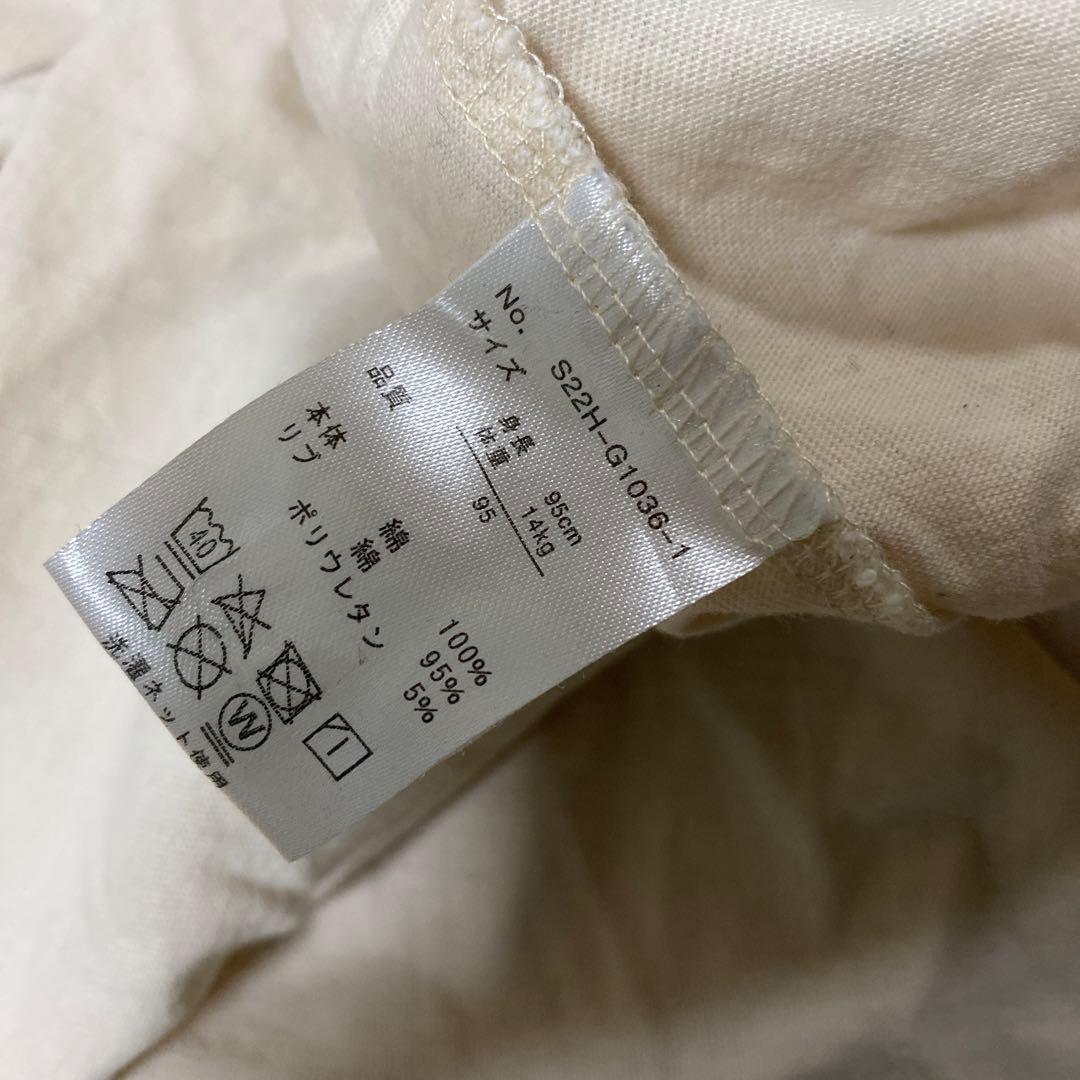 No. S22H-G1036-1
サイズ 身長 95cm
体重 14kg
95
品質
本体 綿 100%
リブ 綿 95%
ポリウレタン 5%
40
W
洗濯ネット使用